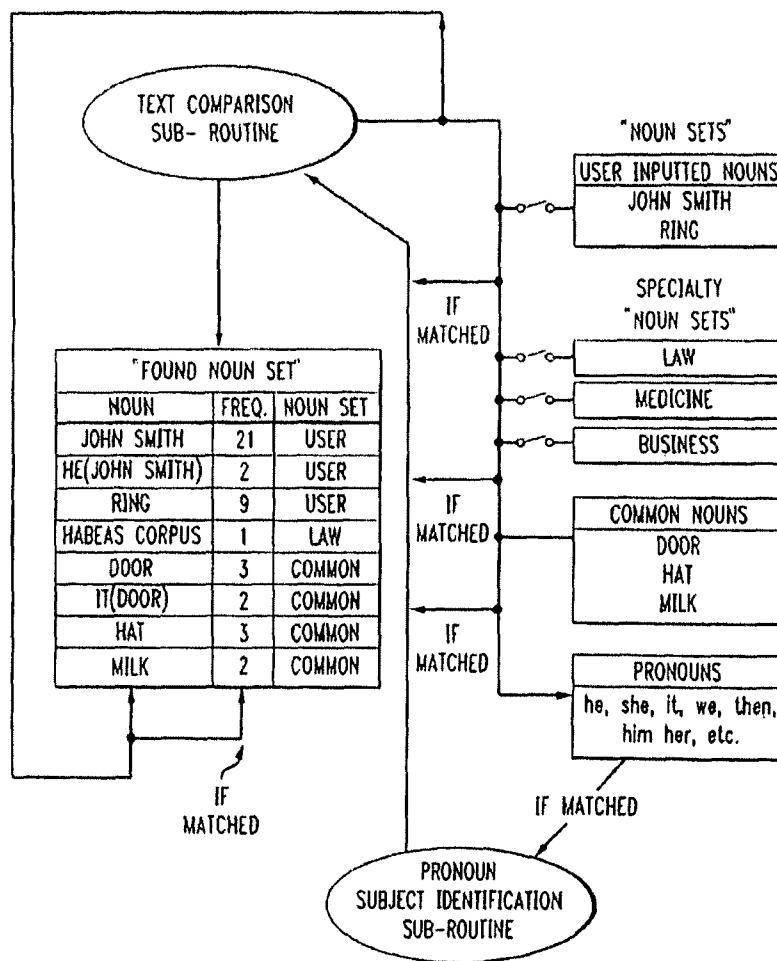 TEXT COMPARISON
SUB- ROUTINE
"NOUN SETS"
USER INPUTTED NOUNS
JOHN SMITH
RING
IF
MATCHED
SPECIALTY
"NOUN SETS"
LAW
MEDICINE
BUSINESS
"FOUND NOUN SET"
NOUN FREQ. NOUN SET
JOHN SMITH 21 USER
HE(JOHN SMITH) 2 USER
RING 9 USER
HABEAS CORPUS 1 LAW
DOOR 3 COMMON
IT(DOOR) 2 COMMON
HAT 3 COMMON
MILK 2 COMMON
IF
MATCHED
COMMON NOUNS
DOOR
HAT
MILK
IF
MATCHED
PRONOUNS
he, she, it, we, then,
him her, etc.
IF
MATCHED
IF MATCHED
PRONOUN
SUBJECT IDENTIFICATION
SUB-ROUTINE